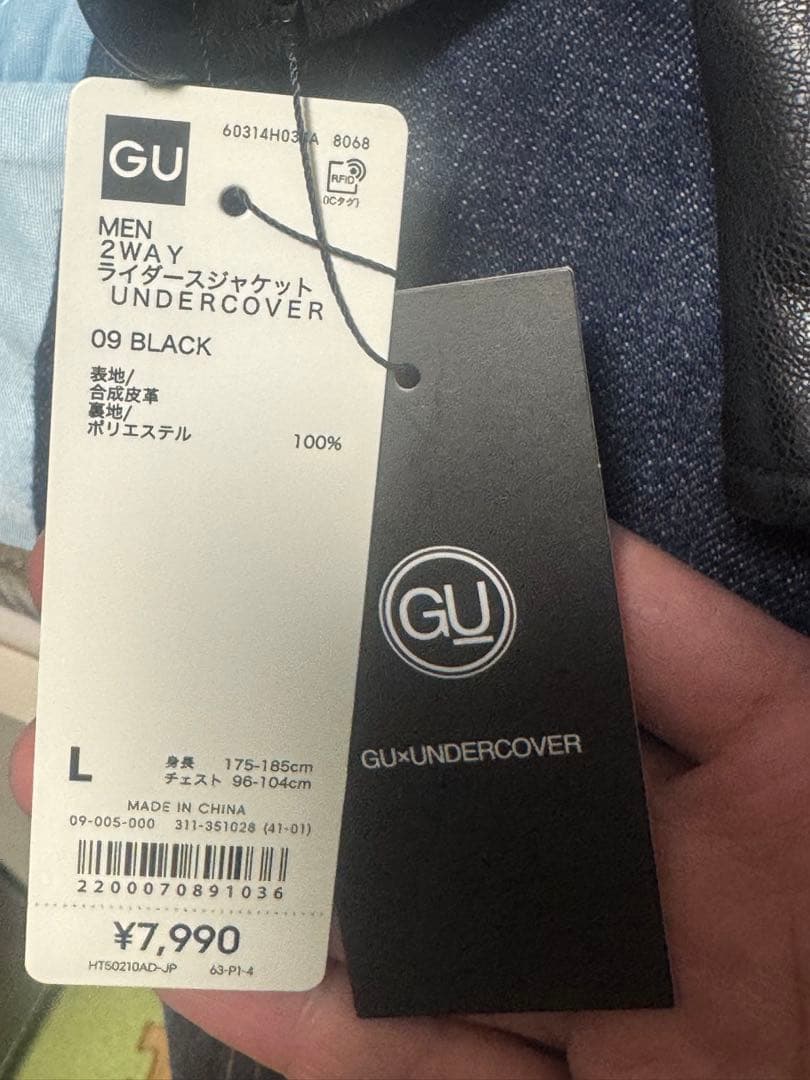 GU
8068
RFID
(ICタグ)
MEN
2WAY
ライダースジャケット
UNDERCOVER
09 BLACK
表地/
合成皮革
裏地/
ポリエステル 100%
L
身長 175-185cm
チェスト 96-104cm
MADE IN CHINA
09-005-000 311-351028 (41-01)
2200070891036
¥7,990
HT50210AD-JP 63-P1-4
GU
GU×UNDERCOVER